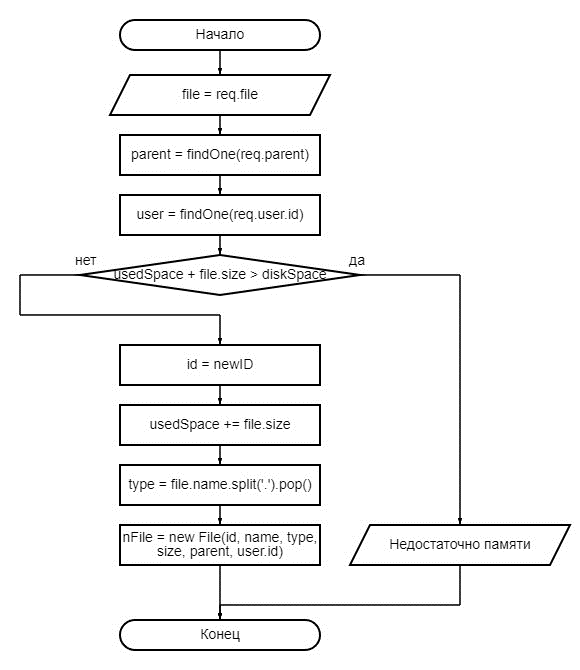 Начало
file = req.file
parent = findOne(req.parent)
user = findOne(req.user.id)
нет
да
usedSpace + file.size > diskSpace
id = newID
usedSpace += file.size
type = file.name.split('.').pop()
nFile = new File(id, name, type,
size, parent, user.id)
Недостаточно памяти
Конец